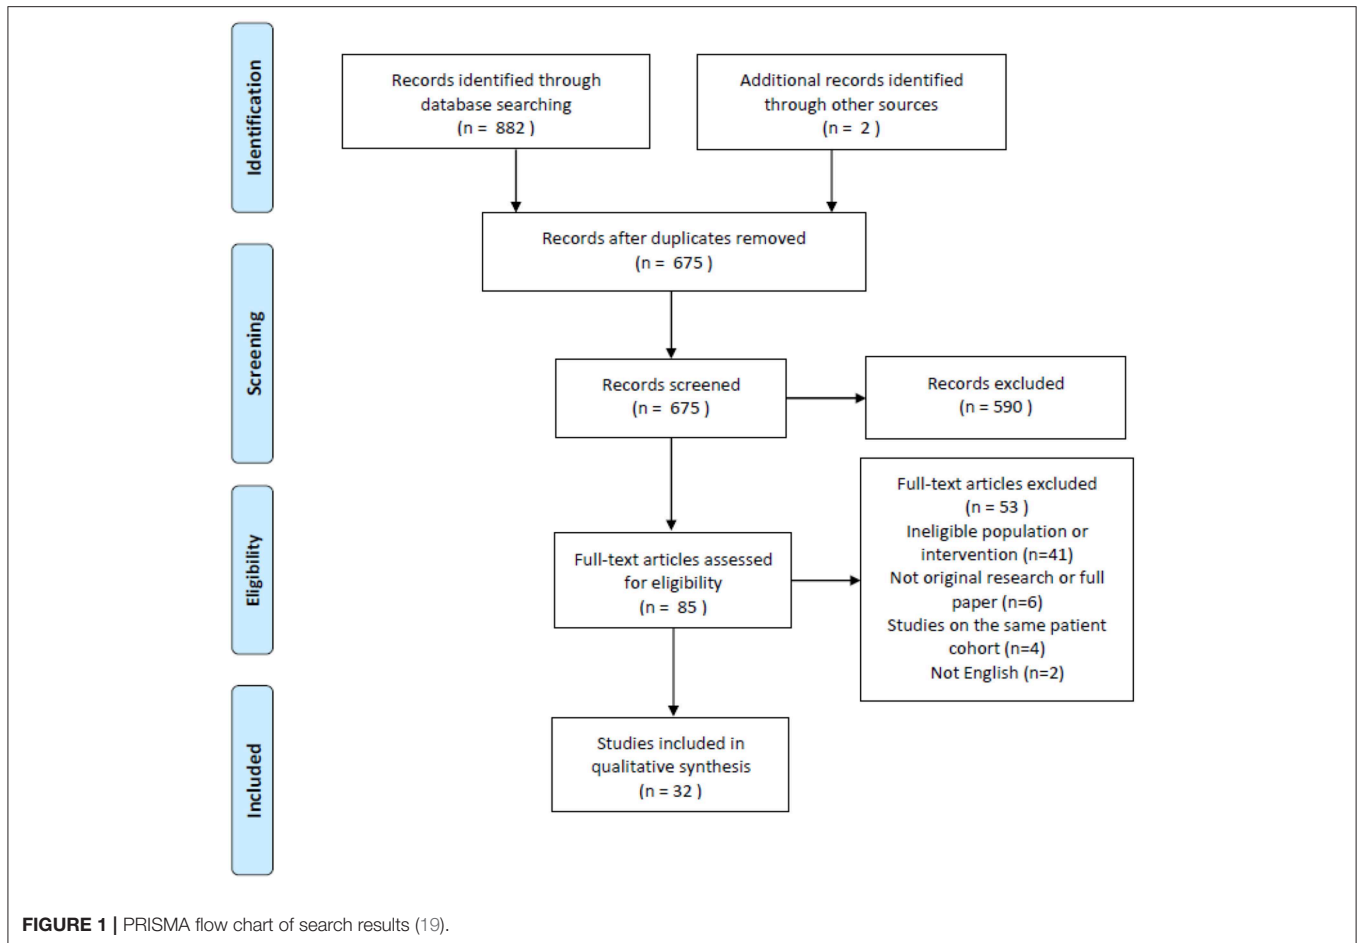 Identification
Records identified through
database searching
(n = 882 )
Additional records identified
through other sources
(n = 2 )
Records after duplicates removed
(n = 675 )
Screening
Records screened
(n = 675 )
Records excluded
(n = 590 )
Eligibility
Full-text articles assessed
for eligibility
(n = 85 )
Full-text articles excluded
(n = 53 )
Ineligible population or
intervention (n=41)
Not original research or full
paper (n=6)
Studies on the same patient
cohort (n=4)
Not English (n=2)
Included
Studies included in
qualitative synthesis
(n = 32 )
FIGURE 1 | PRISMA flow chart of search results (19).